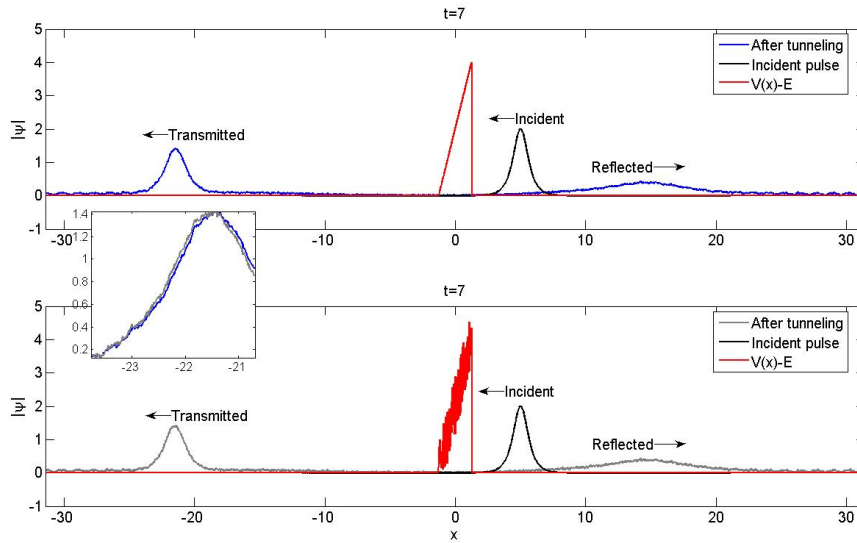 t=7
5
4
3
2
1
0
-1
|ψ|
After tunneling
Incident pulse
V(x)-E
Transmitted
Incident
Reflected
-30 -20 -10 0 10 20 30
1.4
1.2
1
0.8
0.6
0.4
0.2
-23 -22 -21
t=7
5
4
3
2
1
0
-1
|ψ|
After tunneling
Incident pulse
V(x)-E
Transmitted
Incident
Reflected
-30 -20 -10 0 10 20 30
x